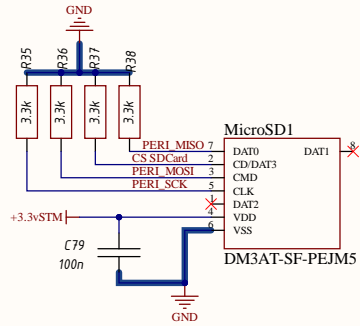 GND
R35 R36 R37 R38
3.3k 3.3k 3.3k 3.3k
MicroSD1
PERI_MISO 7 DAT0 DAT1 8
CS SDCard 2 CD/DAT3
PERI_MOSI 3 CMD
PERI_SCK 5 CLK
1 DAT2
+3.3vSTM 4 VDD
6 VSS
C79
100n
DM3AT-SF-PEJM5
GND